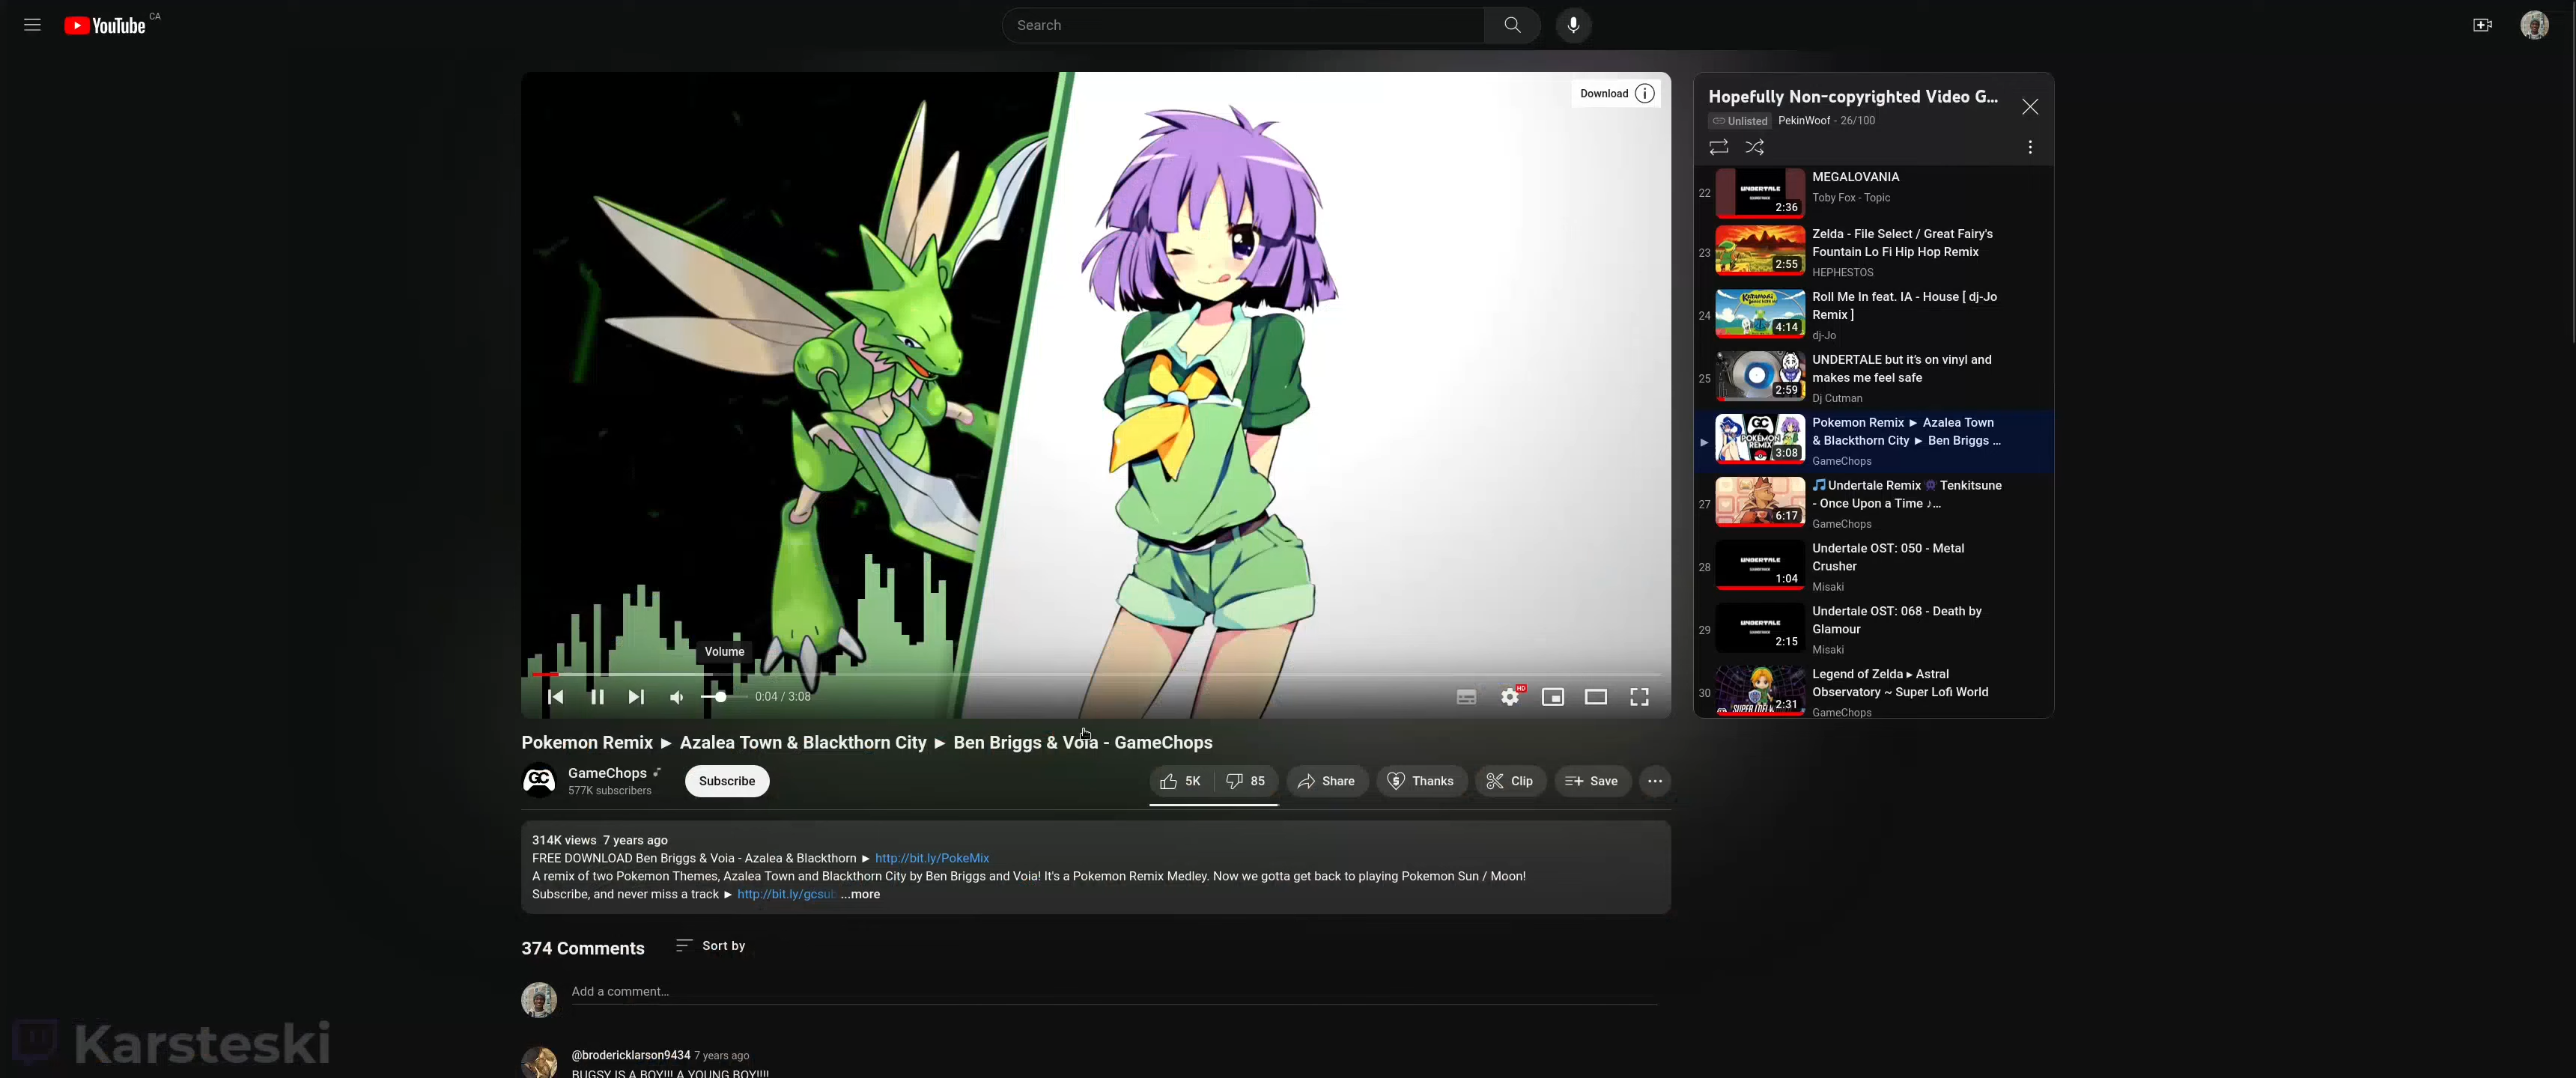 YouTube CA
Search
Download
Volume
0:04 / 3:08
HD
Pokemon Remix ► Azalea Town & Blackthorn City ► Ben Briggs & Voia - GameChops
GC
GameChops
577K subscribers
Subscribe
5K
85
Share
Thanks
Clip
Save
314K views 7 years ago
FREE DOWNLOAD Ben Briggs & Voia - Azalea & Blackthorn ► http://bit.ly/PokeMix
A remix of two Pokemon Themes, Azalea Town and Blackthorn City by Ben Briggs and Voia! It's a Pokemon Remix Medley. Now we gotta get back to playing Pokemon Sun / Moon!
Subscribe, and never miss a track ► http://bit.ly/gcsub ...more
374 Comments
Sort by
Add a comment...
@brodericklarson9434 7 years ago
BUGSY IS A BOY!!! A YOUNG BOY!!!!
Karsteski
Hopefully Non-copyrighted Video G...
Unlisted PekinWoof - 26/100
22
UNDERTALE
2:36
MEGALOVANIA
Toby Fox - Topic
23
2:55
Zelda - File Select / Great Fairy's
Fountain Lo Fi Hip Hop Remix
HEPHESTOS
24
KATAMARI
4:14
Roll Me In feat. IA - House [ dj-Jo
Remix ]
dj-Jo
25
2:59
UNDERTALE but it's on vinyl and
makes me feel safe
Dj Cutman
GC
POKÉMON
REMIX
3:08
Pokemon Remix ► Azalea Town
& Blackthorn City ► Ben Briggs ...
GameChops
27
6:17
🎵Undertale Remix 👾 Tenkitsune
- Once Upon a Time ♪...
GameChops
28
UNDERTALE
1:04
Undertale OST: 050 - Metal
Crusher
Misaki
29
UNDERTALE
2:15
Undertale OST: 068 - Death by
Glamour
Misaki
30
2:31
Legend of Zelda ▸ Astral
Observatory ~ Super Lofi World
GameChops